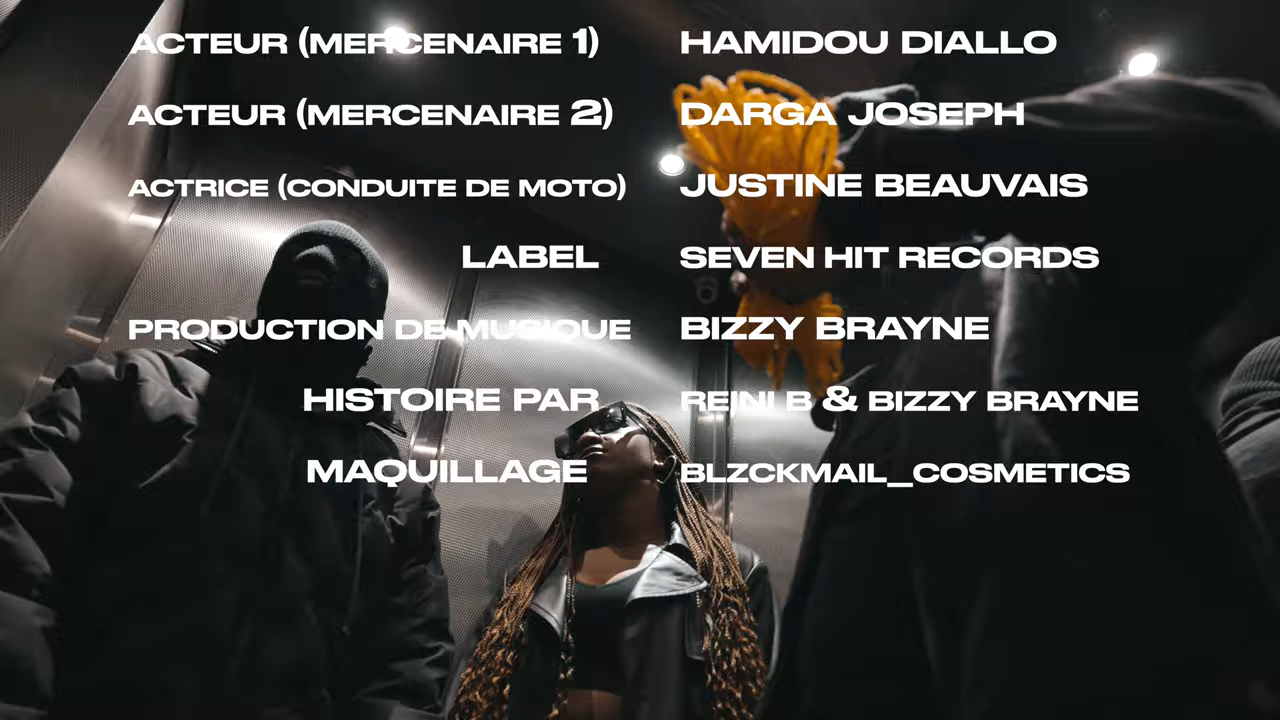 ACTEUR (MERCENAIRE 1) HAMIDOU DIALLO
ACTEUR (MERCENAIRE 2) DARGA JOSEPH
ACTRICE (CONDUITE DE MOTO) JUSTINE BEAUVAIS
LABEL SEVEN HIT RECORDS
PRODUCTION DE MUSIQUE BIZZY BRAYNE
HISTOIRE PAR REINI B & BIZZY BRAYNE
MAQUILLAGE BLZCKMAIL_COSMETICS